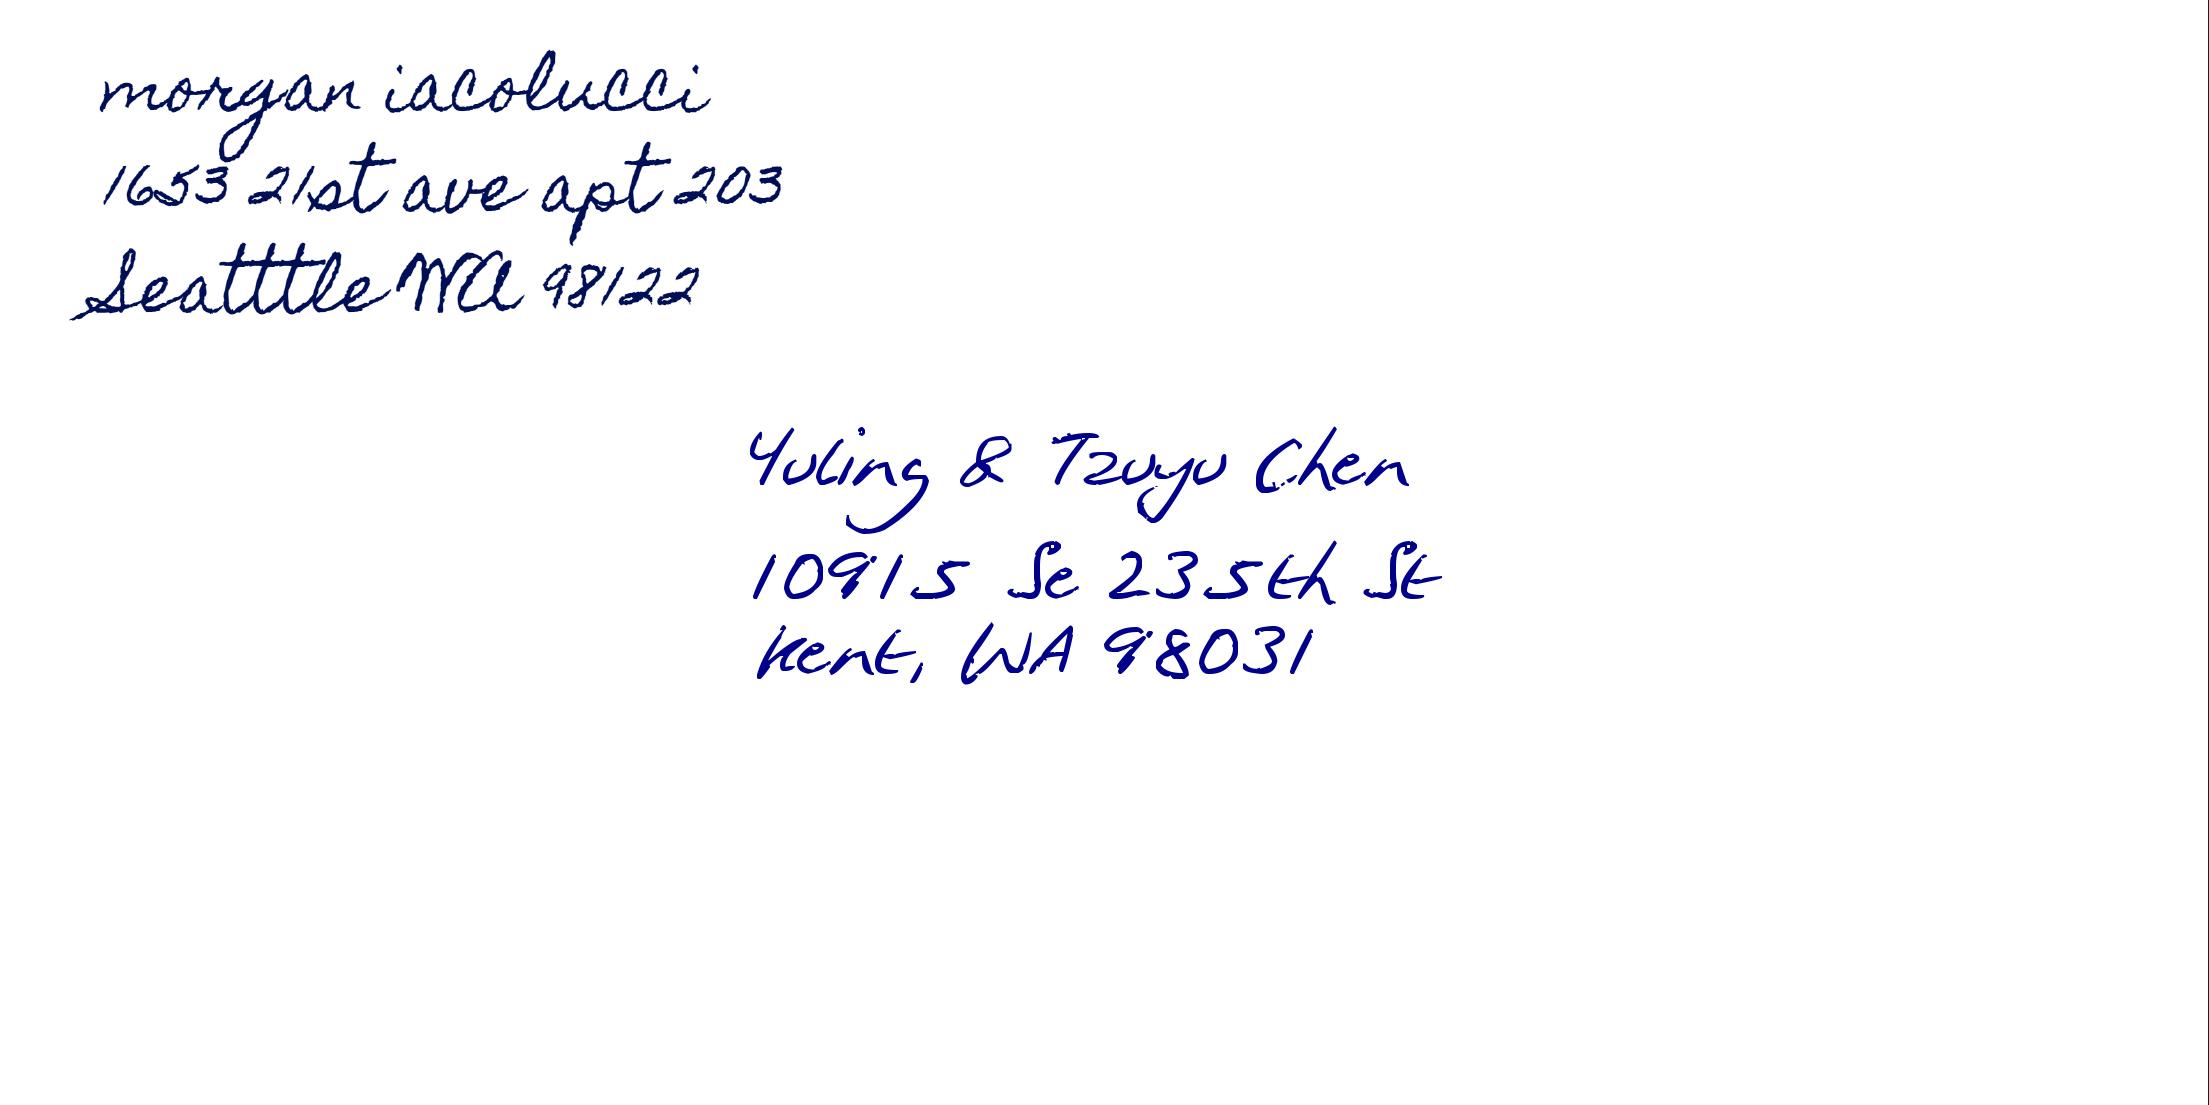 morgan iacolucci
1653 21st ave apt 203
Seatttle WA 98122
Yuling & Tzuyu Chen
10915 Se 235th St
Kent, WA 98031